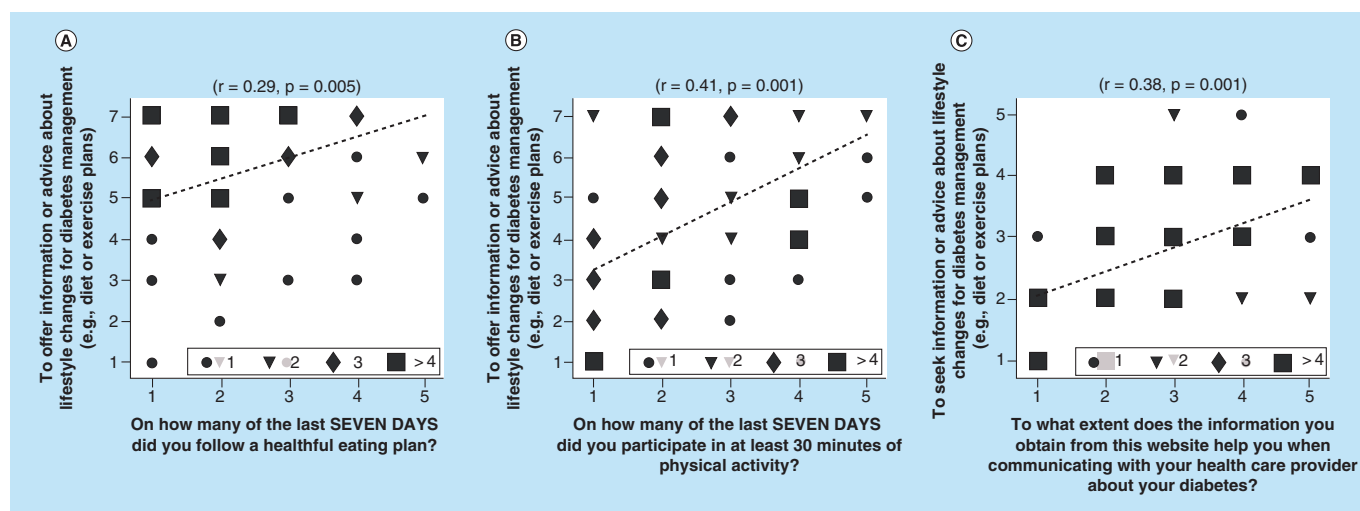 A
(r = 0.29, p = 0.005)
To offer information or advice about
lifestyle changes for diabetes management
(e.g., diet or exercise plans)
7
6
5
4
3
2
1
1
2
3
>4
1
2
3
4
5
On how many of the last SEVEN DAYS
did you follow a healthful eating plan?
B
(r = 0.41, p = 0.001)
To offer information or advice about
lifestyle changes for diabetes management
(e.g., diet or exercise plans)
7
6
5
4
3
2
1
1
2
3
>4
1
2
3
4
5
On how many of the last SEVEN DAYS
did you participate in at least 30 minutes of
physical activity?
C
(r = 0.38, p = 0.001)
To seek information or advice about lifestyle
changes for diabetes management
(e.g., diet or exercise plans)
5
4
3
2
1
1
2
3
>4
1
2
3
4
5
To what extent does the information you
obtain from this website help you when
communicating with your health care provider
about your diabetes?